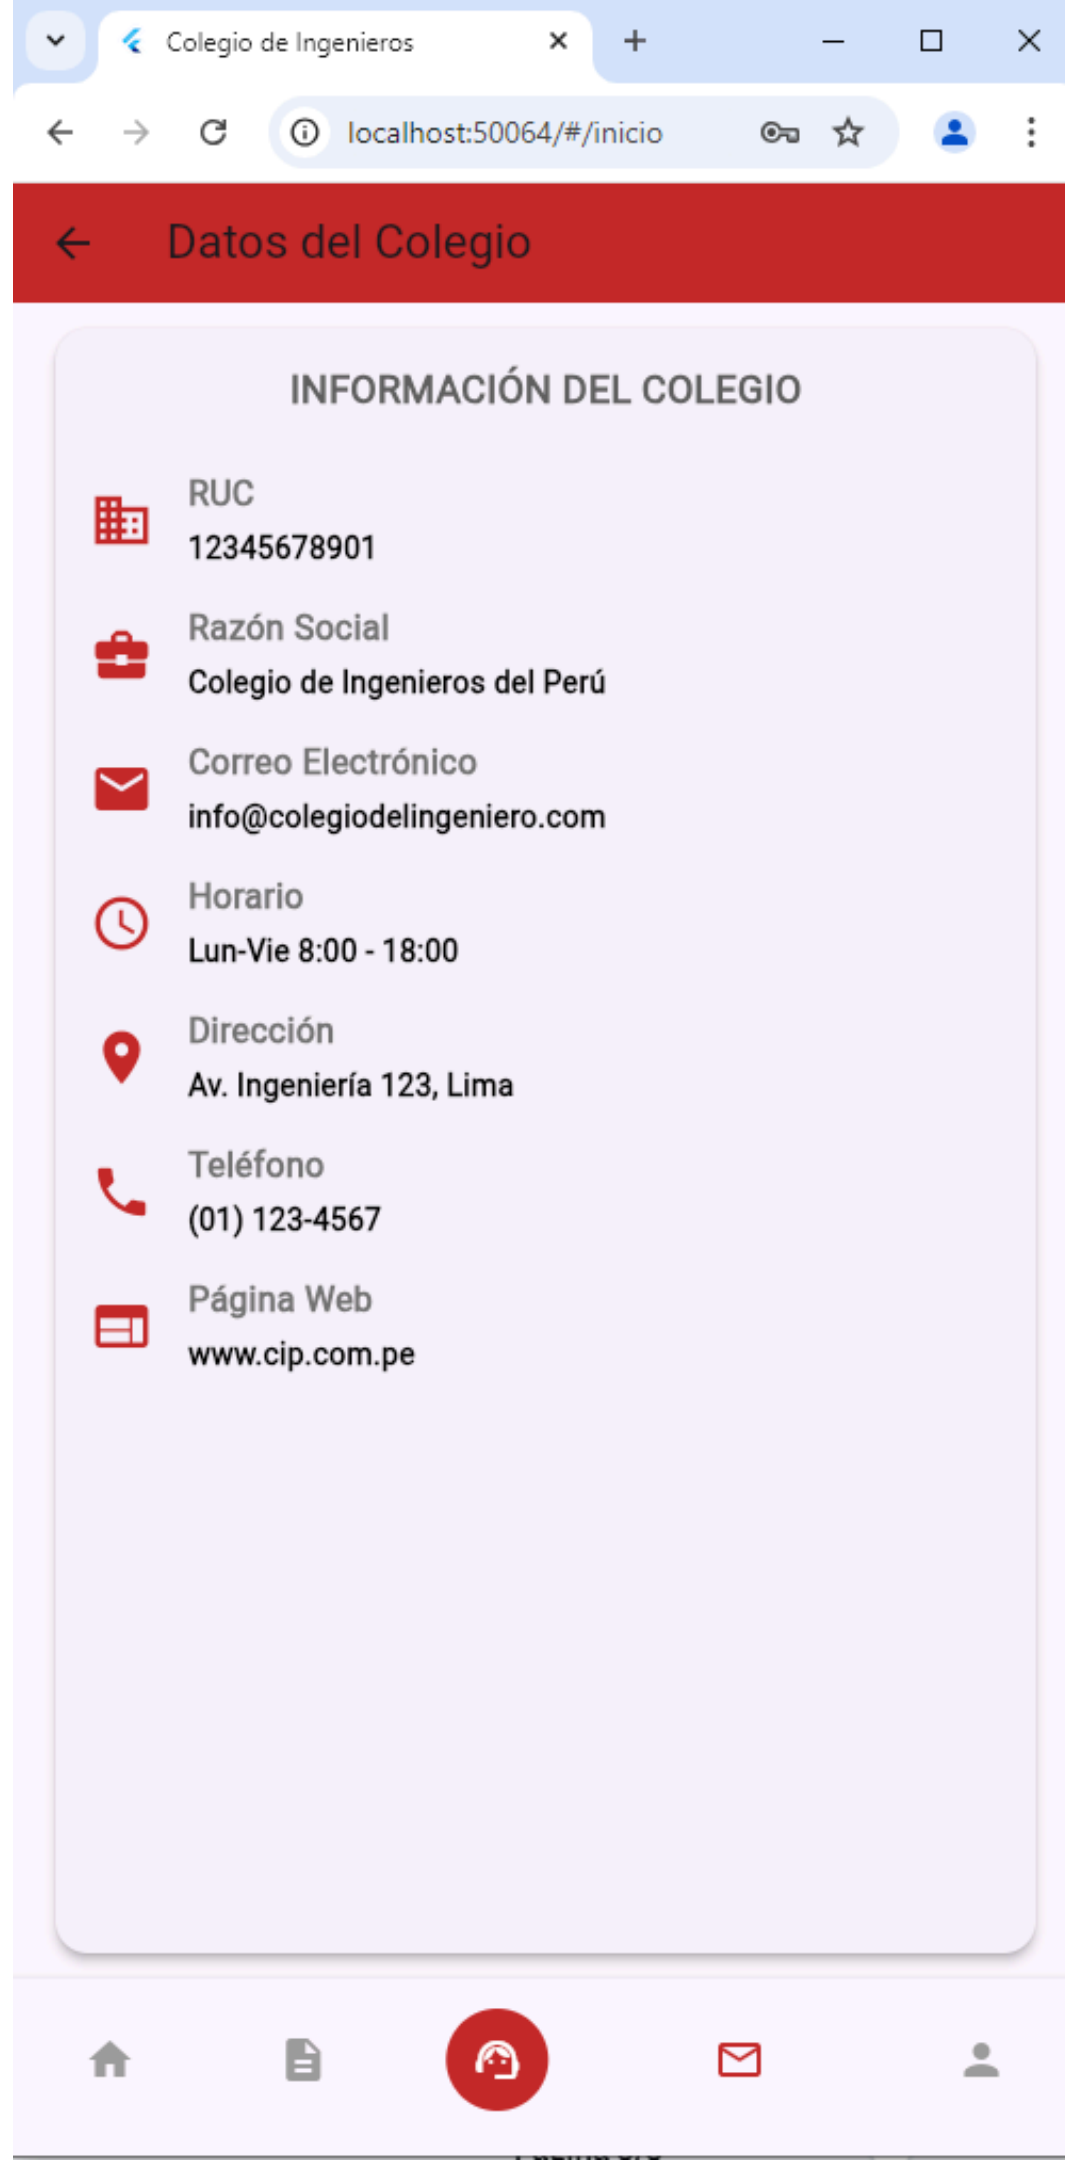 Colegio de Ingenieros
localhost:50064/#/inicio
Datos del Colegio
INFORMACIÓN DEL COLEGIO
RUC
12345678901
Razón Social
Colegio de Ingenieros del Perú
Correo Electrónico
info@colegiodelingeniero.com
Horario
Lun-Vie 8:00 - 18:00
Dirección
Av. Ingeniería 123, Lima
Teléfono
(01) 123-4567
Página Web
www.cip.com.pe